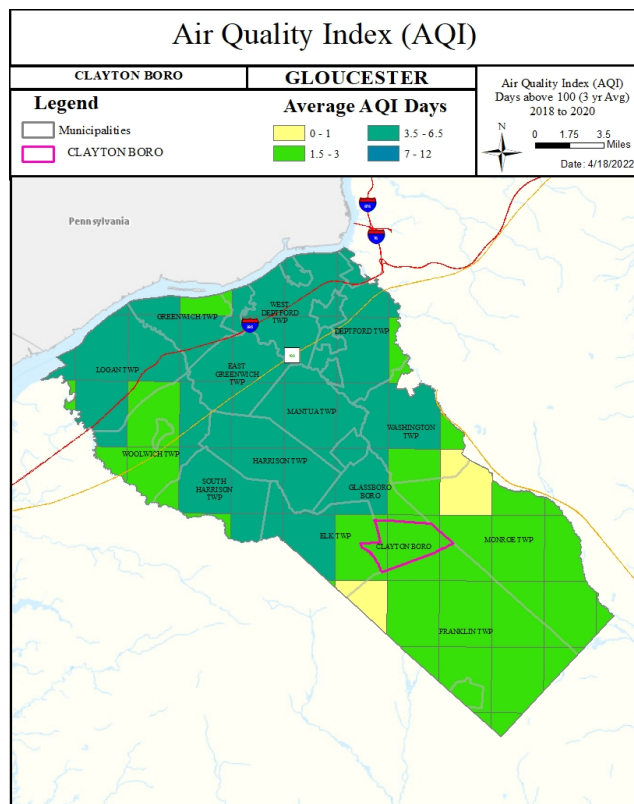 Air Quality Index (AQI)
CLAYTON BORO
GLOUCESTER
Legend
Municipalities
CLAYTON BORO
Average AQI Days
0 - 1
3.5 - 6.5
1.5 - 3
7 - 12
Air Quality Index (AQI)
Days above 100 (3 yr Avg)
2018 to 2020
N
0 1.75 3.5
Miles
Date: 4/18/2022
Pennsylvania
GREENWICH TWP
WEST
DEPTFORD
TWP
DEPTFORD TWP
LOGAN TWP
EAST
GREENWICH
TWP
MANTUA TWP
WASHINGTON
TWP
WOOLWICH TWP
HARRISON TWP
SOUTH
HARRISON
TWP
GLASSBORO
BORO
ELK TWP
CLAYTON BORO
MONROE TWP
FRANKLIN TWP